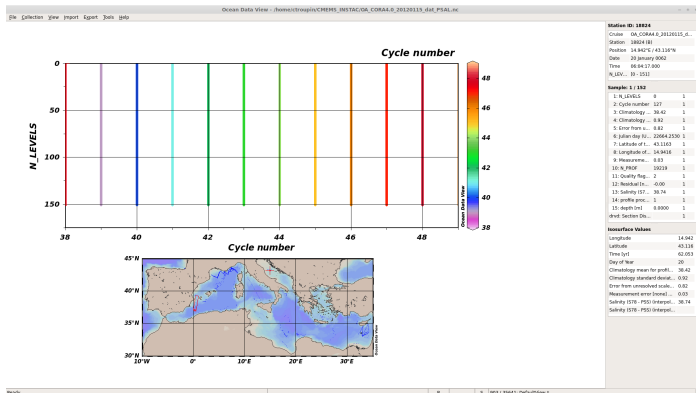 Ocean Data View - /home/ctroupin/CMEMS_INSTAC/OA_CORA4.0_20120115_dat_PSAL.nc
File Collection View Import Export Tools Help
Station ID: 18824
Cruise OA_CORA4.0_20120115_d...
Station 18824 (B)
Position 14.942°E / 43.116°N
Date 20 January 0062
Time 06:04:17.000
N_LEV... [0 - 151]
Sample: 1 / 152
1: N_LEVELS 0 1
2: Cycle number 127 1
3: Climatology ... 38.42 1
4: Climatology ... 0.92 1
5: Error from u... 0.62 1
6: Julian day (U... 22664.2530 1
7: Latitude of t... 43.1163 1
8: Longitude of... 14.9416 1
9: Measureme... 0.03 1
10: N_PROF 19219 1
11: Quality flag... 2 1
12: Residual In... -0.00 1
13: Salinity (S7... 38.74 1
14: profile proc... 1 1
15: depth [m] 0.0000 1
drvd: Section Dis...
Isosurface Values
Longitude 14.942
Latitude 43.116
Time [yr] 62.053
Day of Year 20
Climatology mean for profil... 38.42
Climatology standard deviat... 0.92
Error from unresolved scale... 0.62
Measurement error [none] ... 0.03
Salinity (S78 - PSS) (interpol... 38.74
Salinity (S78 - PSS) (interpol...
Cycle number
N_LEVELS
0
50
100
150
38 40 42 44 46 48
Cycle number
48
46
44
42
40
38
Ocean Data View
45°N
40°N
35°N
30°N
10°W 0° 10°E 20°E 30°E
Ocean Data View
Ready